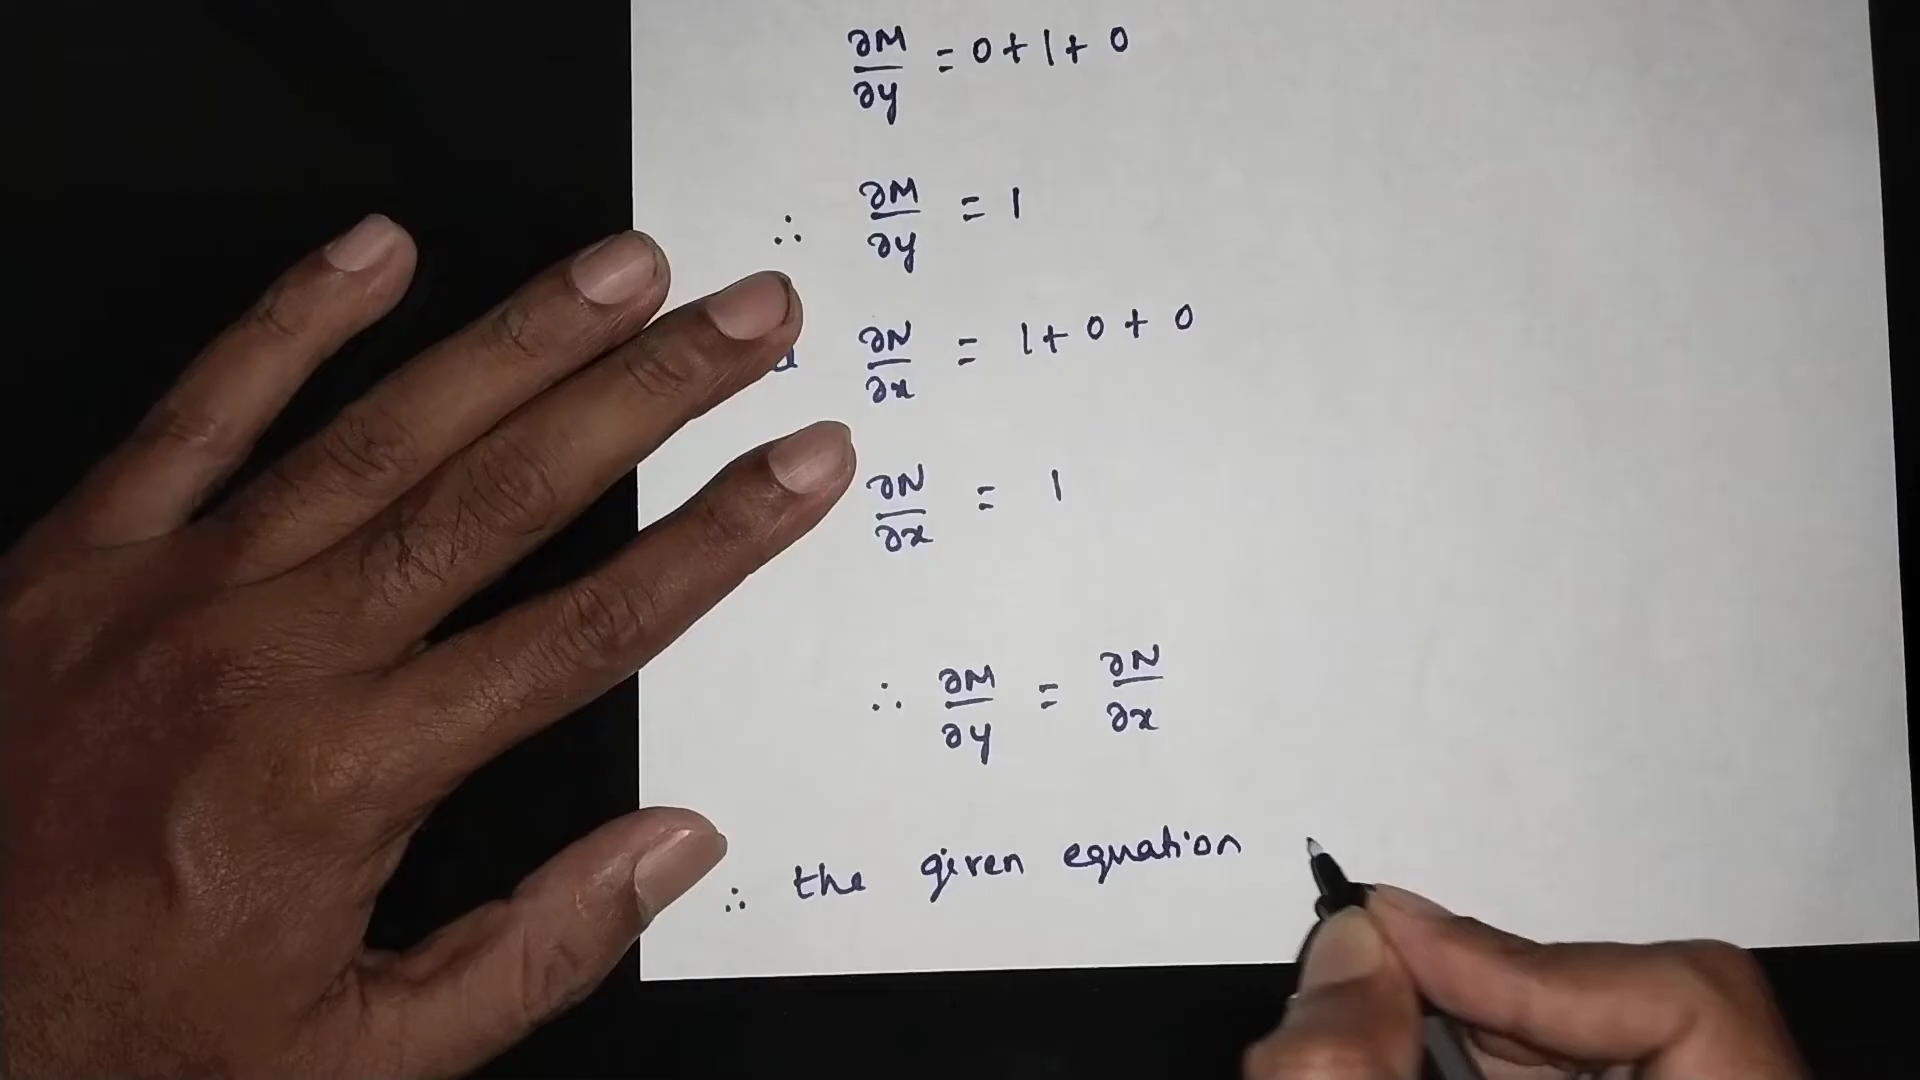 ∂M/∂y = 0 + 1 + 0
∴ ∂M/∂y = 1
∂N/∂x = 1 + 0 + 0
∂N/∂x = 1
∴ ∂M/∂y = ∂N/∂x
∴ the given equation